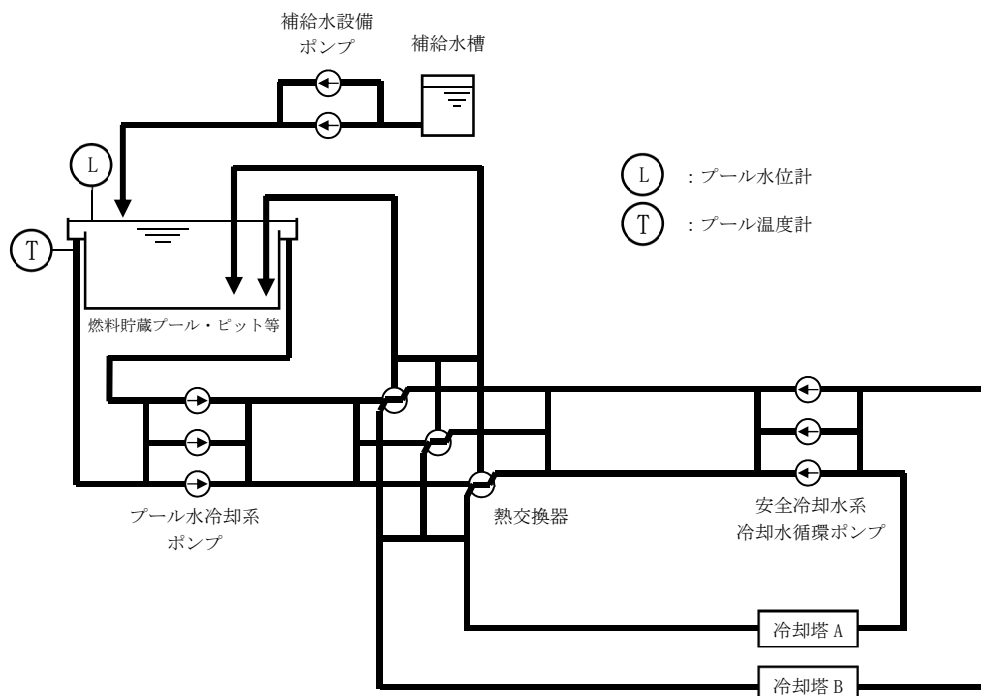 補給水設備
ポンプ
補給水槽
L
L
：プール水位計
T
：プール温度計
T
燃料貯蔵プール・ピット等
プール水冷却系
ポンプ
熱交換器
安全冷却水系
冷却水循環ポンプ
冷却塔 A
冷却塔 B